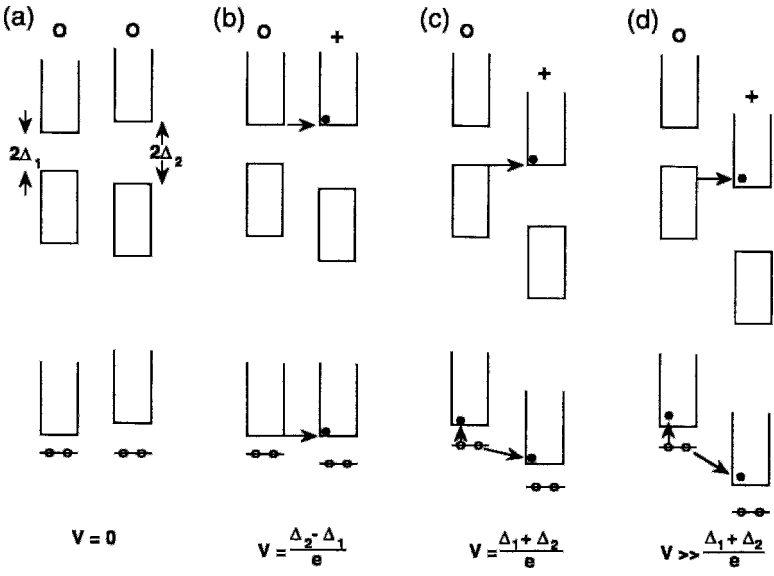 (a) (b) (c) (d)
O O O + O + O +
2Δ₁ 2Δ₂
V = 0
V = (Δ₂ - Δ₁)/e
V = (Δ₁ + Δ₂)/e
V >> (Δ₁ + Δ₂)/e